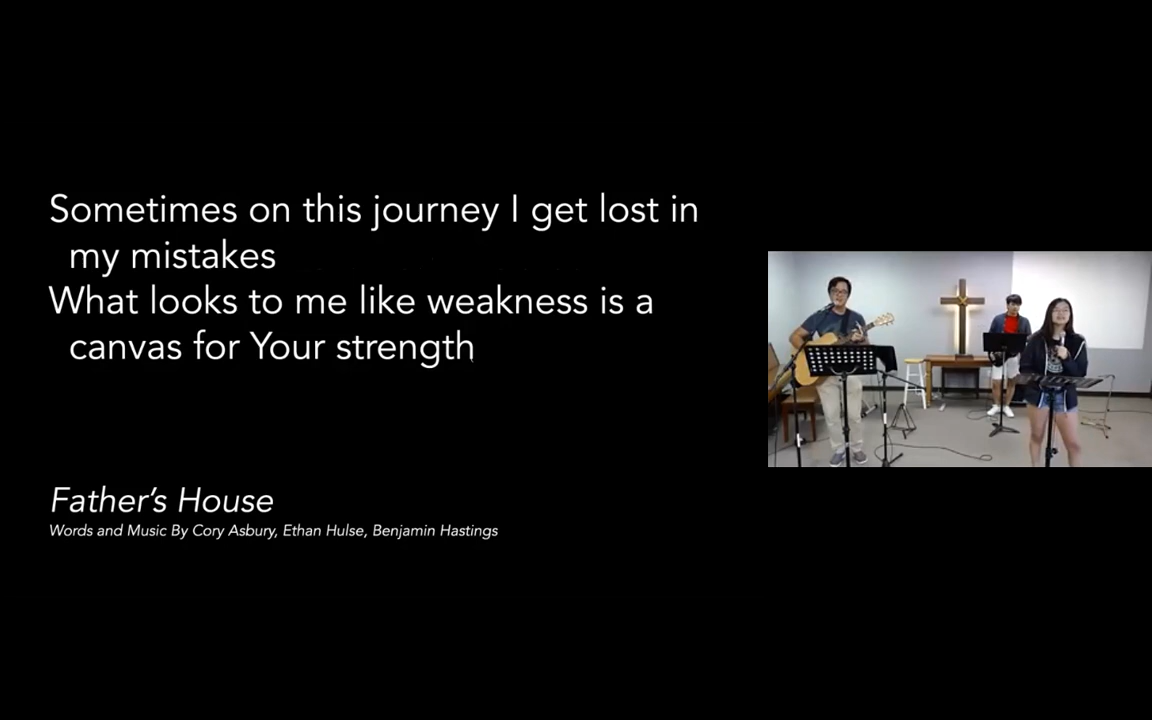 Sometimes on this journey I get lost in
my mistakes
What looks to me like weakness is a
canvas for Your strength
Father's House
Words and Music By Cory Asbury, Ethan Hulse, Benjamin Hastings